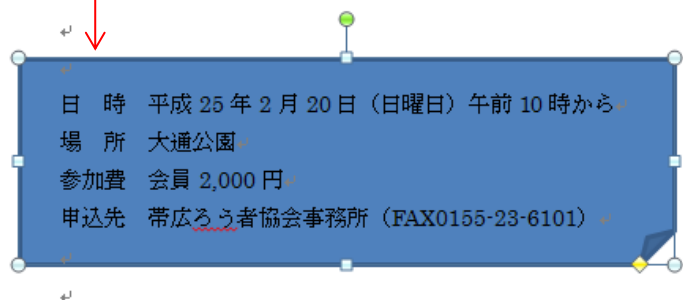 日　時　平成 25 年 2 月 20 日（日曜日）午前 10 時から
場　所　大通公園
参加費　会員 2,000 円
申込先　帯広ろう者協会事務所（FAX0155-23-6101）